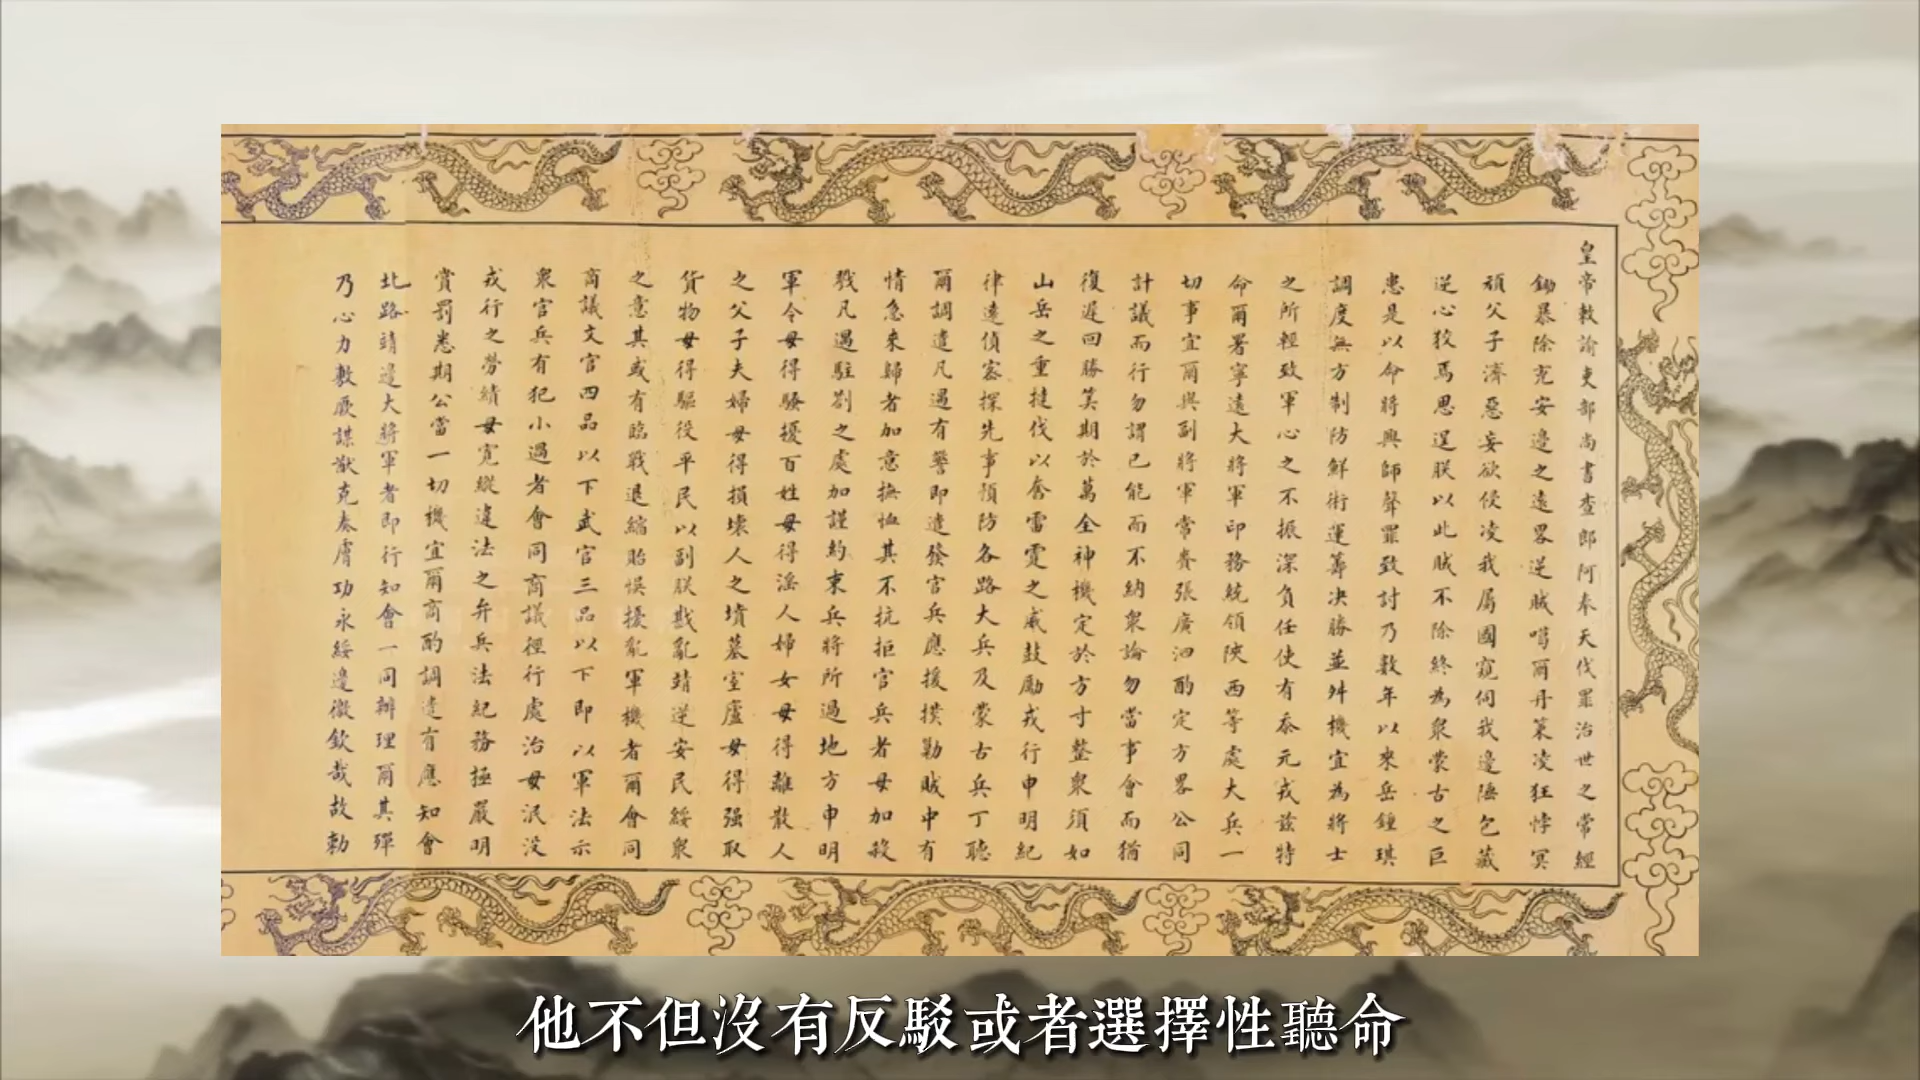 皇帝敕諭吏部尚書查郎阿奉天伐罪治世之常經
鋤暴除兇安邊之遠畧逆賊噶爾丹策凌狂悖冥
頑父子濟惡妄欲侵凌我屬國窺伺我邊陲包藏
逆心狡焉思逞朕以此賊不除終為衆蒙古之巨
患是以命將興師聲罪致討乃數年以來岳鍾琪
調度無方制防鮮術運籌决勝並舛機宜為將士
之所輕致軍心之不振深負任使有忝元戎茲特
命爾署寧遠大將軍印務統領陝西等處大兵一
切事宜爾與副將軍常賚張廣泗酌定方畧公同
計議而行勿謂已能而不納衆論勿當事會而猶
復遲回勝筭期於萬全神機定於方寸整衆須如
山岳之重撻伐以奮雷霆之威鼓勵戎行申明紀
律遠偵密探先事預防各路大兵及蒙古兵丁聽
爾調遣凡遇有警即遣發官兵應援撲勦賊中有
情急來歸者加意撫恤其不抗拒官兵者毋加殺
戮凡遇駐劄之處加謹約束兵將所過地方申明
軍令毋得騷擾百姓毋得淫人婦女毋得離散人
之父子夫婦毋得損壞人之墳墓室廬毋得强取
貨物毋得驅役平民以副朕戡亂靖逆安民綏衆
之意其或有臨戰退縮貽悞擾亂軍機者爾會同
商議文官四品以下武官三品以下即以軍法示
衆官兵有犯小過者會同商議徑行處治毋泯没
戎行之勞績毋寬縱違法之弁兵法紀務極嚴明
賞罰悉期公當一切機宜爾商酌調遣有應知會
北路靖邊大將軍者即行知會一同辦理爾其殫
乃心力敷厥謀猷克奏膚功永綏邊徼欽哉故勅
他不但沒有反駁或者選擇性聽命